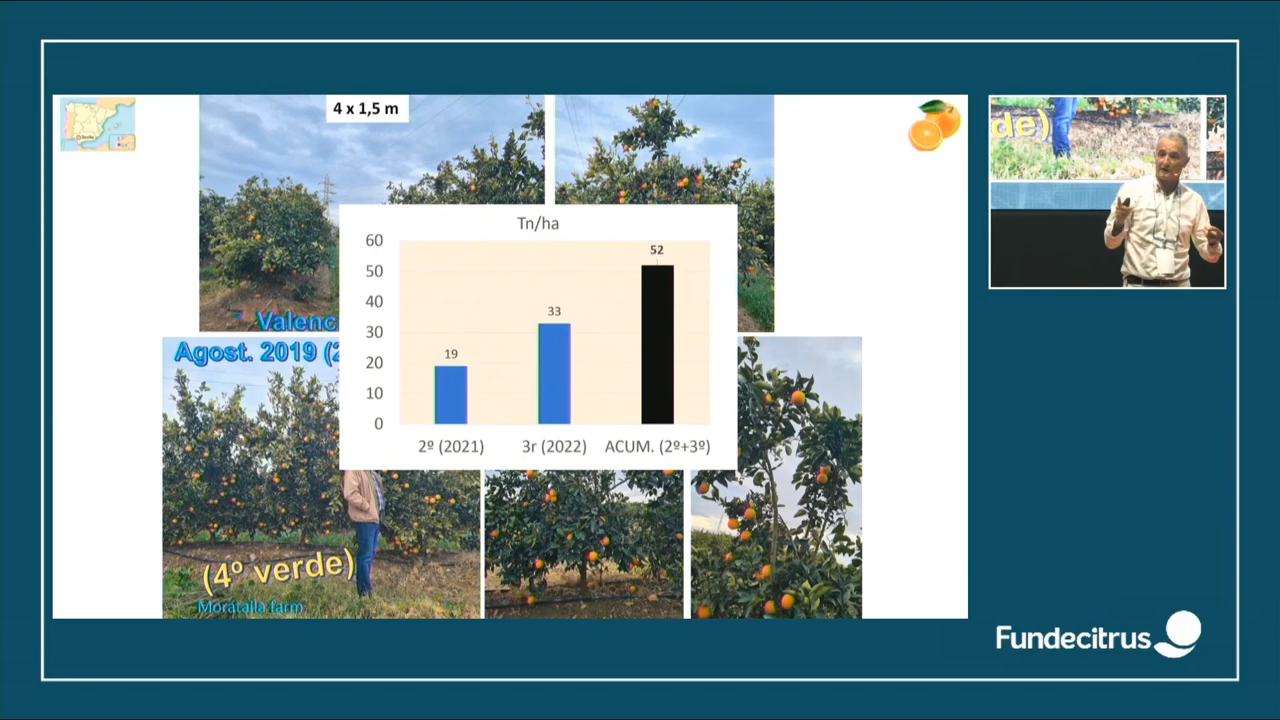 4 x 1,5 m
de)
Tn/ha
60
50
40
30
20
10
0
19
33
52
2º (2021)
3r (2022)
ACUM. (2º+3º)
Valenc
Agost. 2019 (2
(4º verde)
Moratalla farm
Fundecitrus